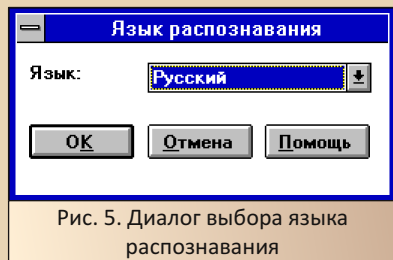 Язык распознавания
Язык:
Русский
OK
Отмена
Помощь
Рис. 5. Диалог выбора языка
распознавания